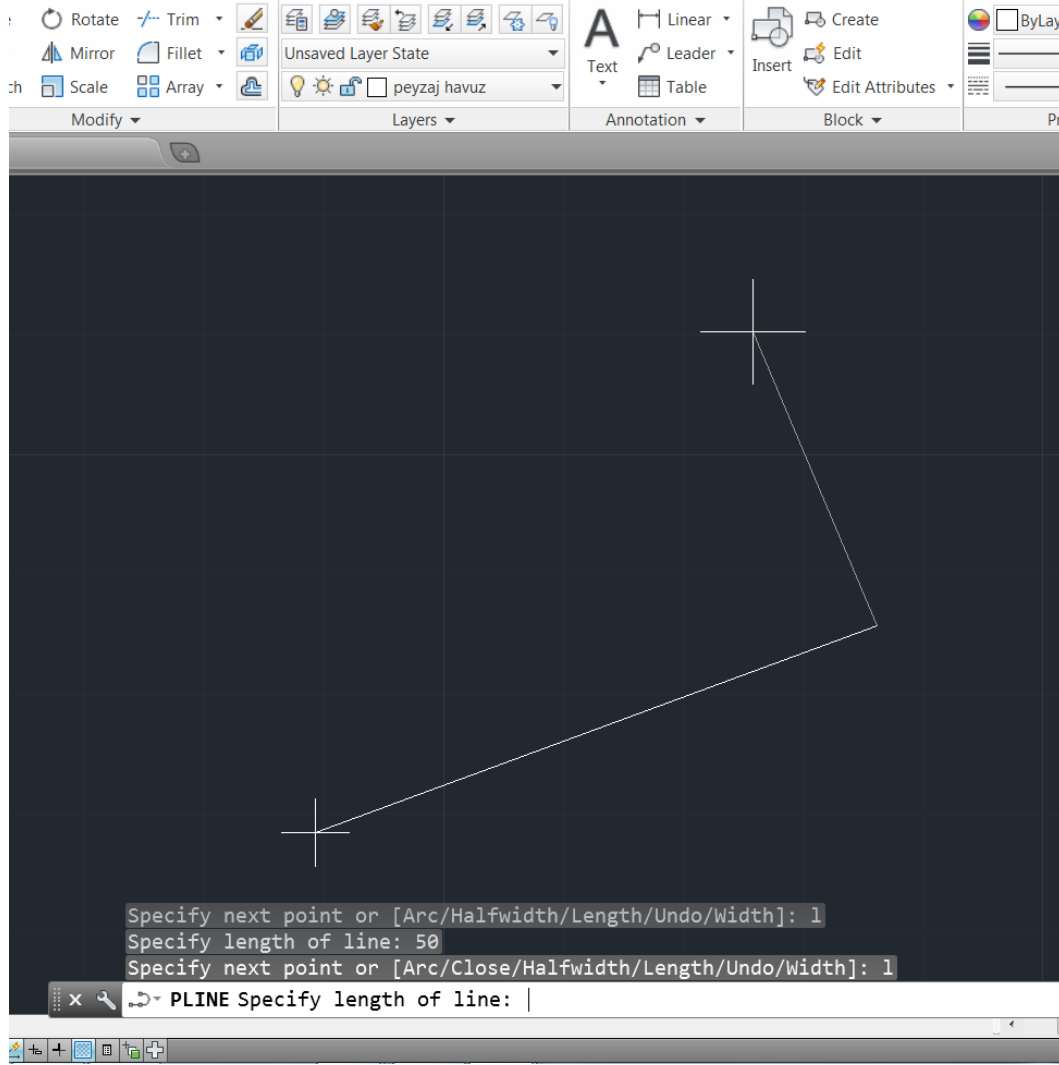 Rotate Trim Linear Create ByLay
Mirror Fillet Unsaved Layer State Text Leader Insert Edit
ch Scale Array peyzaj havuz Table Edit Attributes
Modify Layers Annotation Block Pr
Specify next point or [Arc/Halfwidth/Length/Undo/Width]: l
Specify length of line: 50
Specify next point or [Arc/Close/Halfwidth/Length/Undo/Width]: l
PLINE Specify length of line: